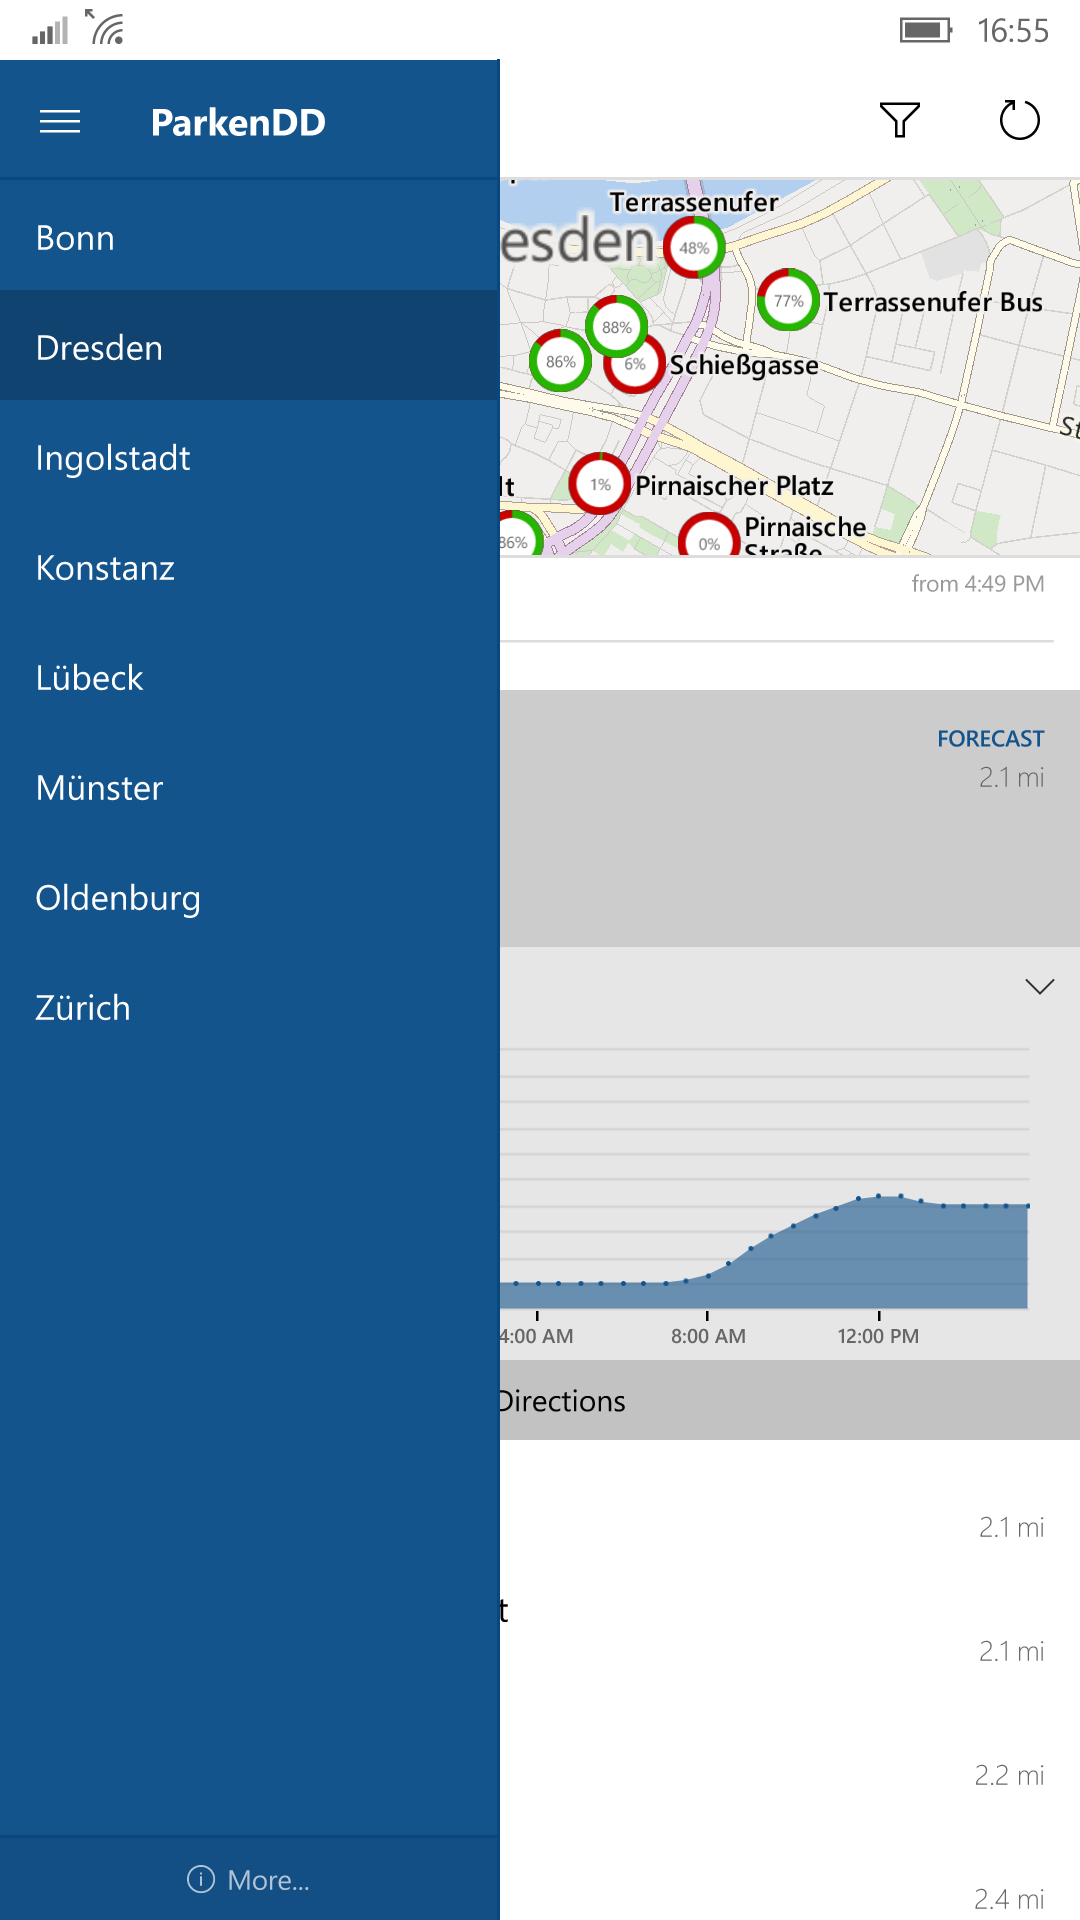 16:55
ParkenDD
Bonn
Dresden
Ingolstadt
Konstanz
Lübeck
Münster
Oldenburg
Zürich
More...
Terrassenufer
esden
48%
77%
Terrassenufer Bus
88%
86%
6%
Schießgasse
St
lt
1%
Pirnaischer Platz
86%
0%
Pirnaische
Straße
from 4:49 PM
FORECAST
2.1 mi
4:00 AM
8:00 AM
12:00 PM
Directions
2.1 mi
t
2.1 mi
2.2 mi
2.4 mi